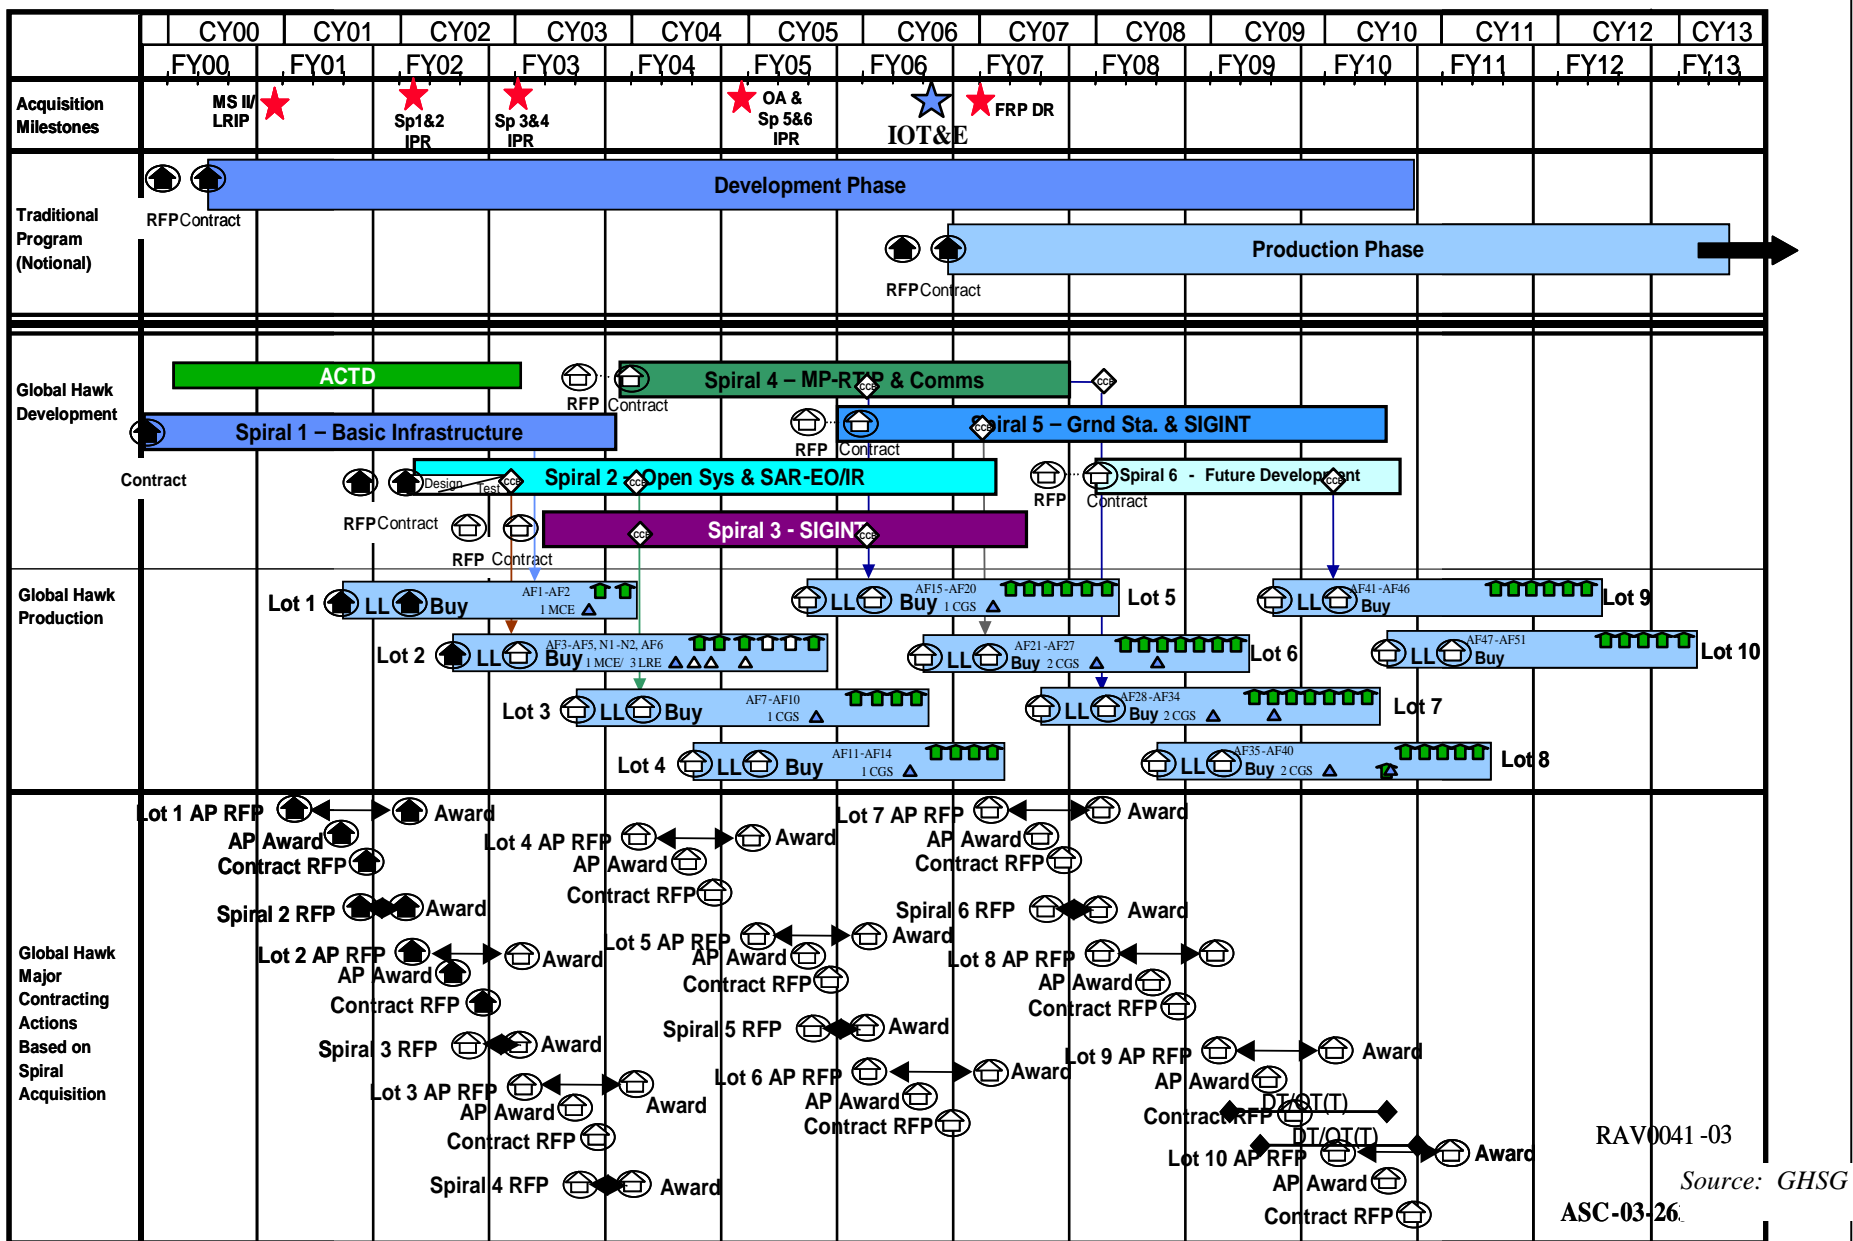 CY00 CY01 CY02 CY03 CY04 CY05 CY06 CY07 CY08 CY09 CY10 CY11 CY12 CY13
FY00 FY01 FY02 FY03 FY04 FY05 FY06 FY07 FY08 FY09 FY10 FY11 FY12 FY13
Acquisition
Milestones
MS II/
LRIP
Sp1&2
IPR
Sp 3&4
IPR
OA &
Sp 5&6
IPR
IOT&E
FRP DR
Traditional
Program
(Notional)
Development Phase
RFP Contract
Production Phase
RFP Contract
Global Hawk
Development
ACTD
Spiral 4 – MP-RTIP & Comms
CCB
CCB
RFP Contract
Spiral 1 – Basic Infrastructure
Contract
Spiral 5 – Grnd Sta. & SIGINT
CCB
RFP Contract
Design
Test
CCB
Spiral 2 – Open Sys & SAR-EO/IR
CCB
RFP Contract
Spiral 6 - Future Development
CCB
RFP Contract
Spiral 3 - SIGINT
CCB
CCB
RFP Contract
Global Hawk
Production
Lot 1 LL Buy AF1-AF2
1 MCE
Lot 2 LL Buy AF3-AF5, N1-N2, AF6
1 MCE/ 3 LRE
Lot 3 LL Buy AF7-AF10
1 CGS
Lot 4 LL Buy AF11-AF14
1 CGS
LL Buy AF15-AF20
1 CGS
Lot 5
LL Buy AF21-AF27
2 CGS
Lot 6
LL Buy AF28-AF34
2 CGS
Lot 7
LL Buy AF35-AF40
2 CGS
Lot 8
LL Buy AF41-AF46
Lot 9
LL Buy AF47-AF51
Lot 10
Global Hawk
Major
Contracting
Actions
Based on
Spiral
Acquisition
Lot 1 AP RFP Award
AP Award
Contract RFP
Spiral 2 RFP Award
Lot 2 AP RFP Award
AP Award
Contract RFP
Spiral 3 RFP Award
Lot 3 AP RFP Award
AP Award
Contract RFP
Spiral 4 RFP Award
Lot 4 AP RFP Award
AP Award
Contract RFP
Lot 5 AP RFP Award
AP Award
Contract RFP
Spiral 5 RFP Award
Lot 6 AP RFP Award
AP Award
Contract RFP
Lot 7 AP RFP Award
AP Award
Contract RFP
Spiral 6 RFP Award
Lot 8 AP RFP
AP Award
Contract RFP
Lot 9 AP RFP Award
AP Award
Contract RFP
DT/OT(T)
DT/OT(T)
Lot 10 AP RFP Award
AP Award
Contract RFP
RAV0041 -03
Source: GHSG
ASC-03-26